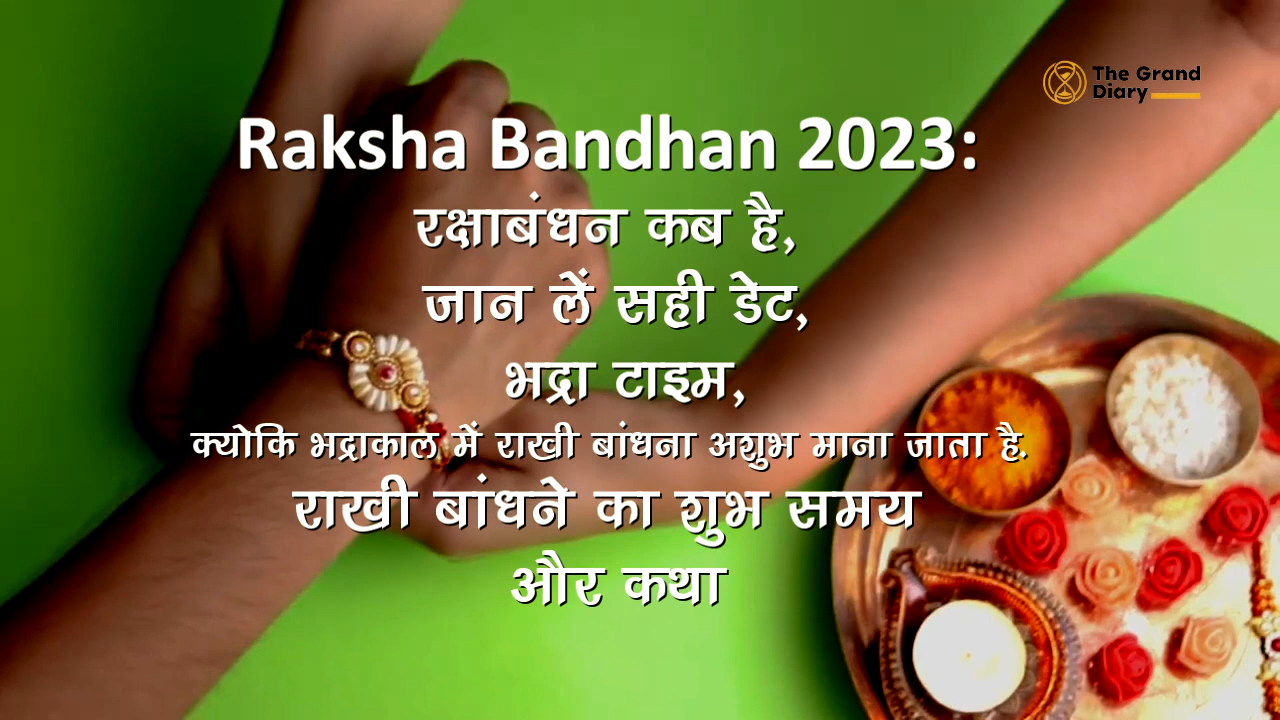 The Grand
Diary
Raksha Bandhan 2023:
रक्षाबंधन कब है,
जान लें सही डेट,
भद्रा टाइम,
क्योकि भद्राकाल में राखी बांधना अशुभ माना जाता है.
राखी बांधने का शुभ समय
और कथा